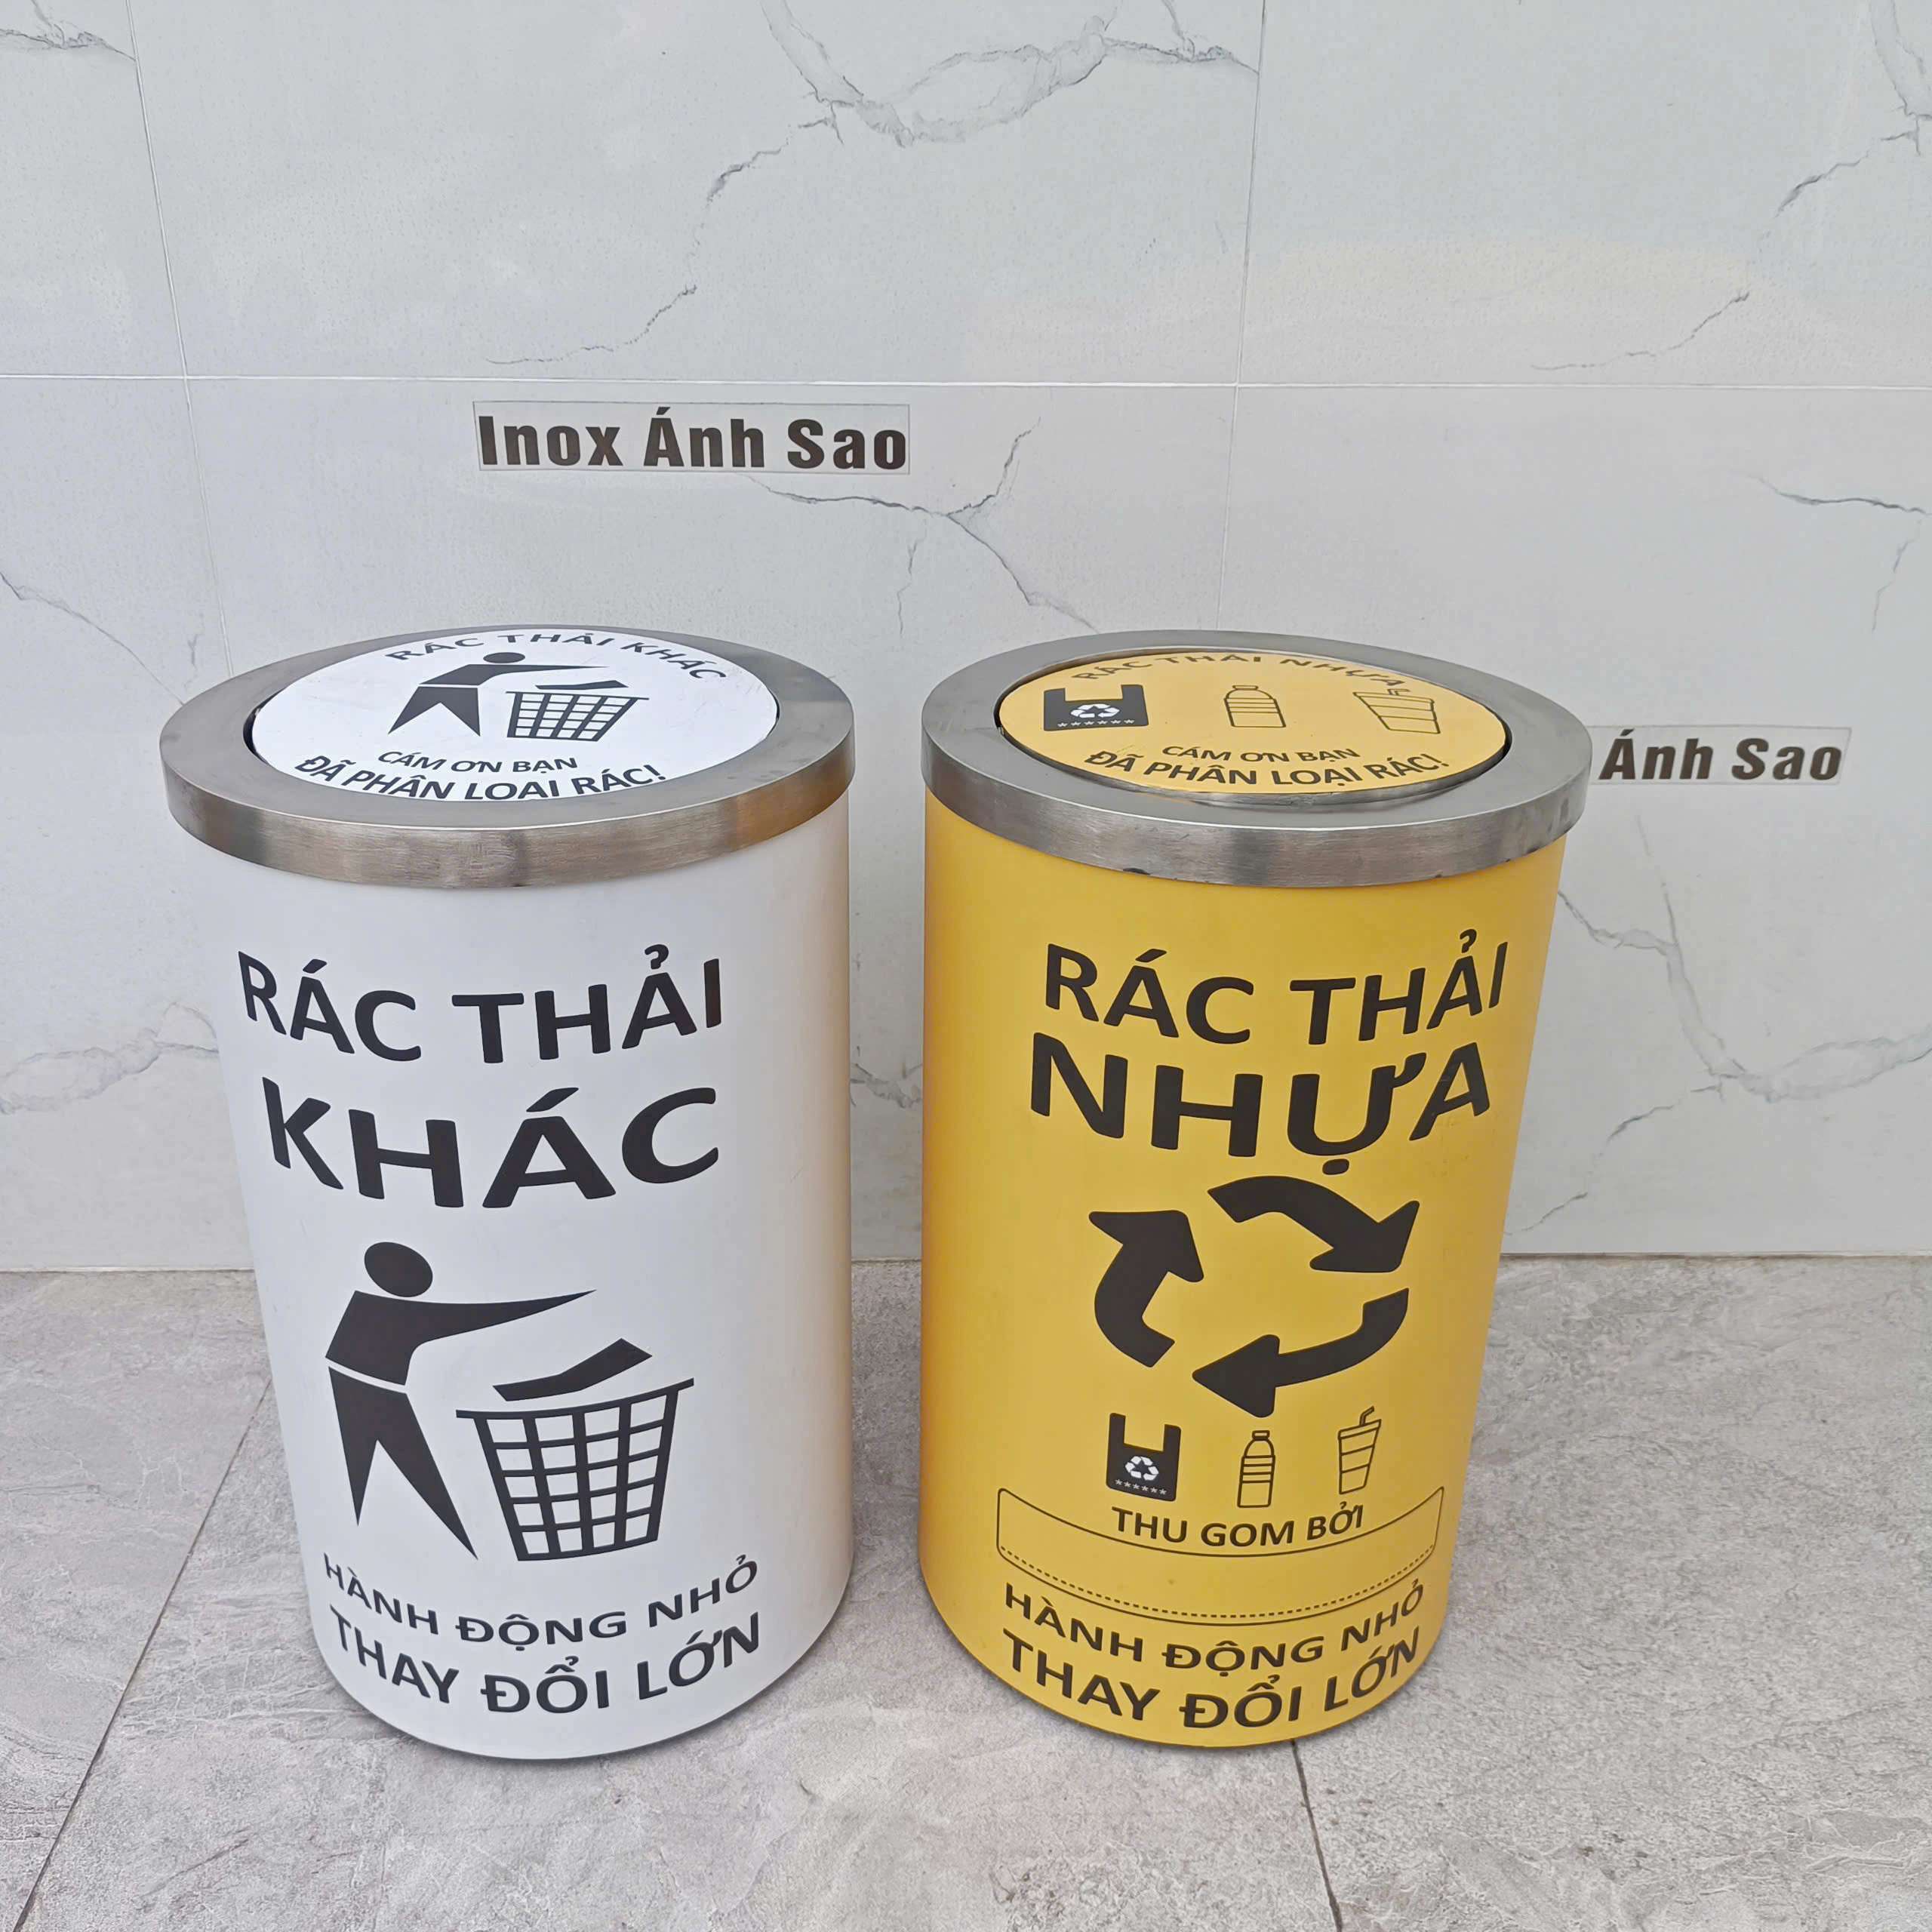 Inox Ánh Sao
Ánh Sao
RÁC THẢI KHÁC
CÁM ƠN BẠN
ĐÃ PHÂN LOẠI RÁC!
RÁC THẢI
KHÁC
HÀNH ĐỘNG NHỎ
THAY ĐỔI LỚN
RÁC THẢI NHỰA
CÁM ƠN BẠN
ĐÃ PHÂN LOẠI RÁC!
RÁC THẢI
NHỰA
THU GOM BỞI
HÀNH ĐỘNG NHỎ
THAY ĐỔI LỚN